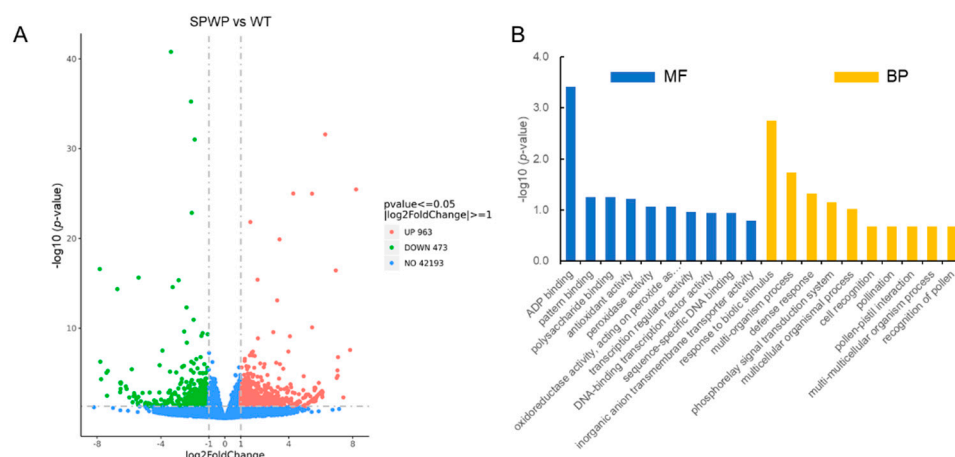 A
SPWP vs WT
-log10 (p-value)
40
30
20
10
-8
-4
-1
0
1
4
8
log2FoldChange
pvalue<=0.05
|log2FoldChange|>=1
UP 963
DOWN 473
NO 42193
B
MF
BP
-log10 (p-value)
4.0
3.0
2.0
1.0
0.0
ADP binding
pattern binding
polysaccharide binding
antioxidant activity
peroxidase activity
oxidoreductase activity, acting on peroxide as…
transcription regulator activity
DNA-binding transcription factor activity
sequence-specific DNA binding
inorganic anion transmembrane transporter activity
response to biotic stimulus
multi-organism process
defense response
phosphorelay signal transduction system
multicellular organismal process
cell recognition
pollination
pollen-pistil interaction
multi-multicellular organism process
recognition of pollen